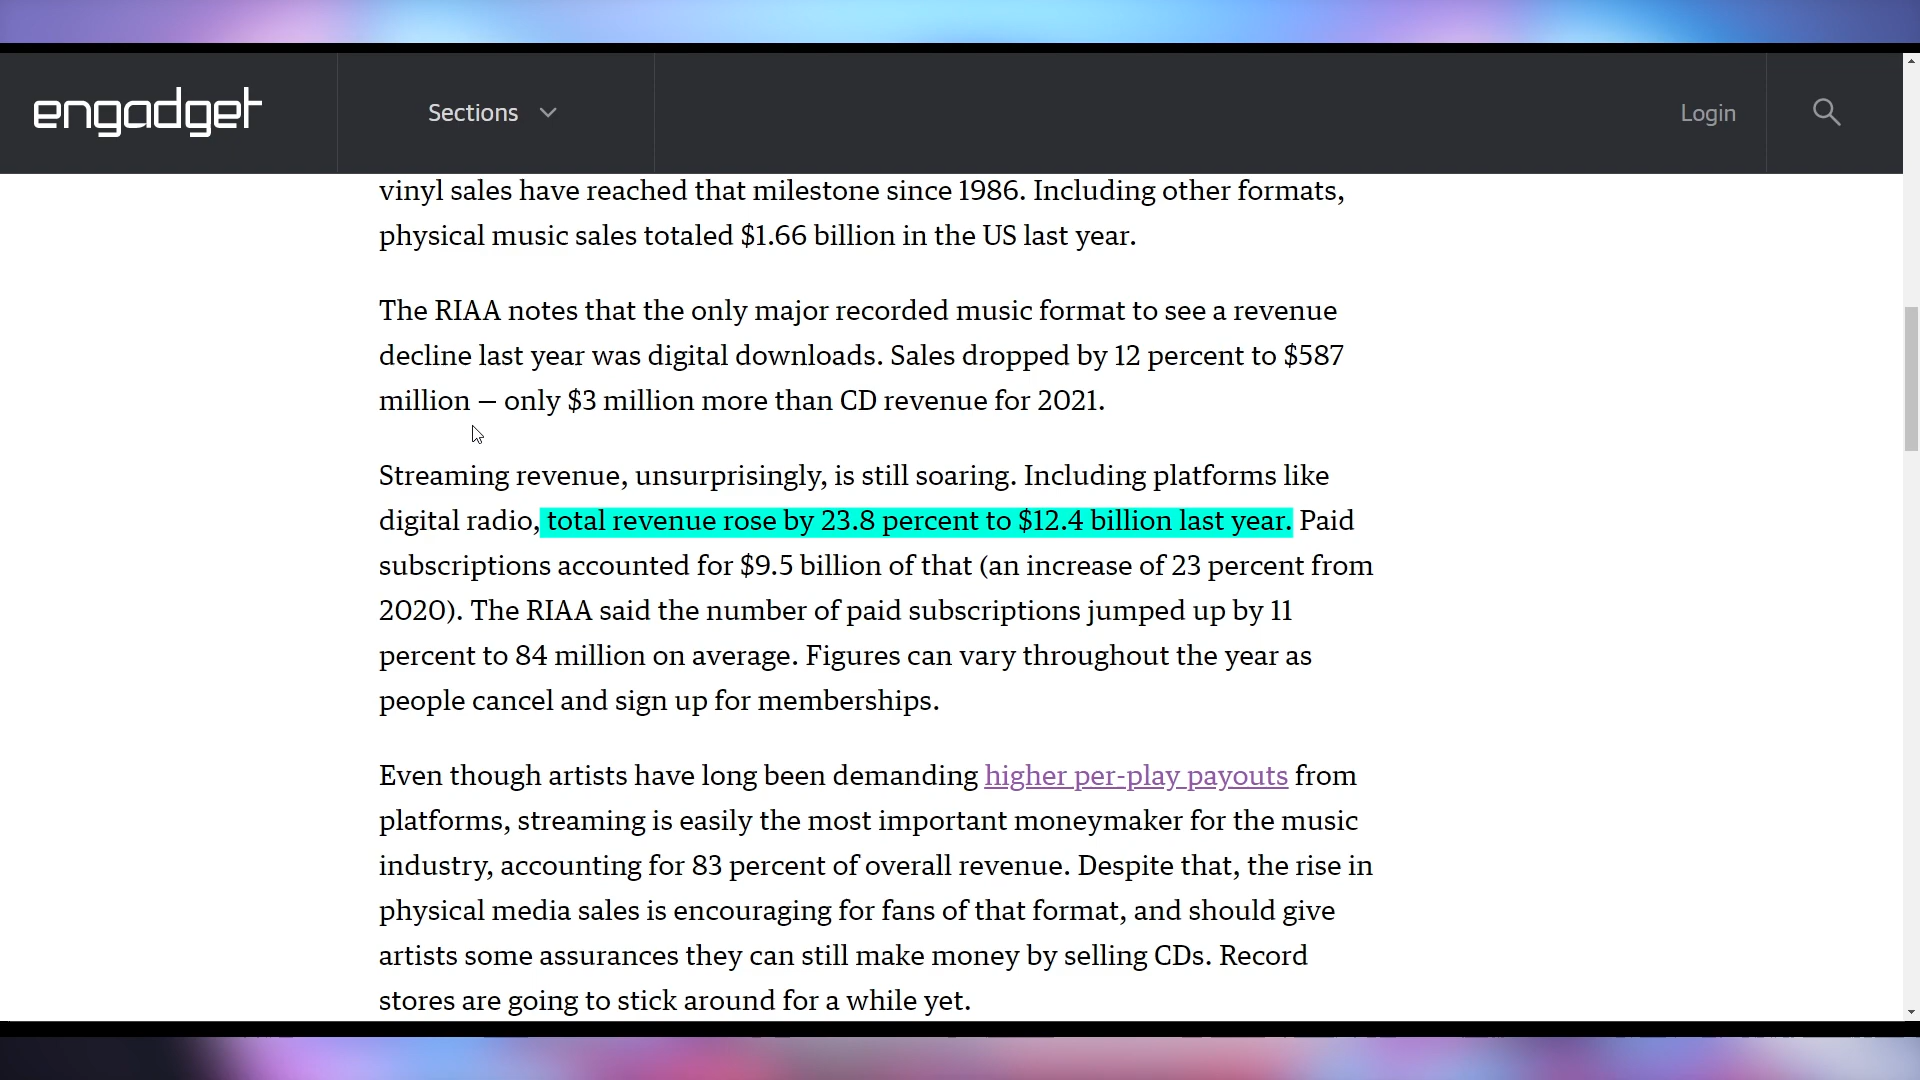 engadget
Sections
Login
vinyl sales have reached that milestone since 1986. Including other formats,
physical music sales totaled $1.66 billion in the US last year.
The RIAA notes that the only major recorded music format to see a revenue
decline last year was digital downloads. Sales dropped by 12 percent to $587
million — only $3 million more than CD revenue for 2021.
Streaming revenue, unsurprisingly, is still soaring. Including platforms like
digital radio, total revenue rose by 23.8 percent to $12.4 billion last year. Paid
subscriptions accounted for $9.5 billion of that (an increase of 23 percent from
2020). The RIAA said the number of paid subscriptions jumped up by 11
percent to 84 million on average. Figures can vary throughout the year as
people cancel and sign up for memberships.
Even though artists have long been demanding higher per-play payouts from
platforms, streaming is easily the most important moneymaker for the music
industry, accounting for 83 percent of overall revenue. Despite that, the rise in
physical media sales is encouraging for fans of that format, and should give
artists some assurances they can still make money by selling CDs. Record
stores are going to stick around for a while yet.